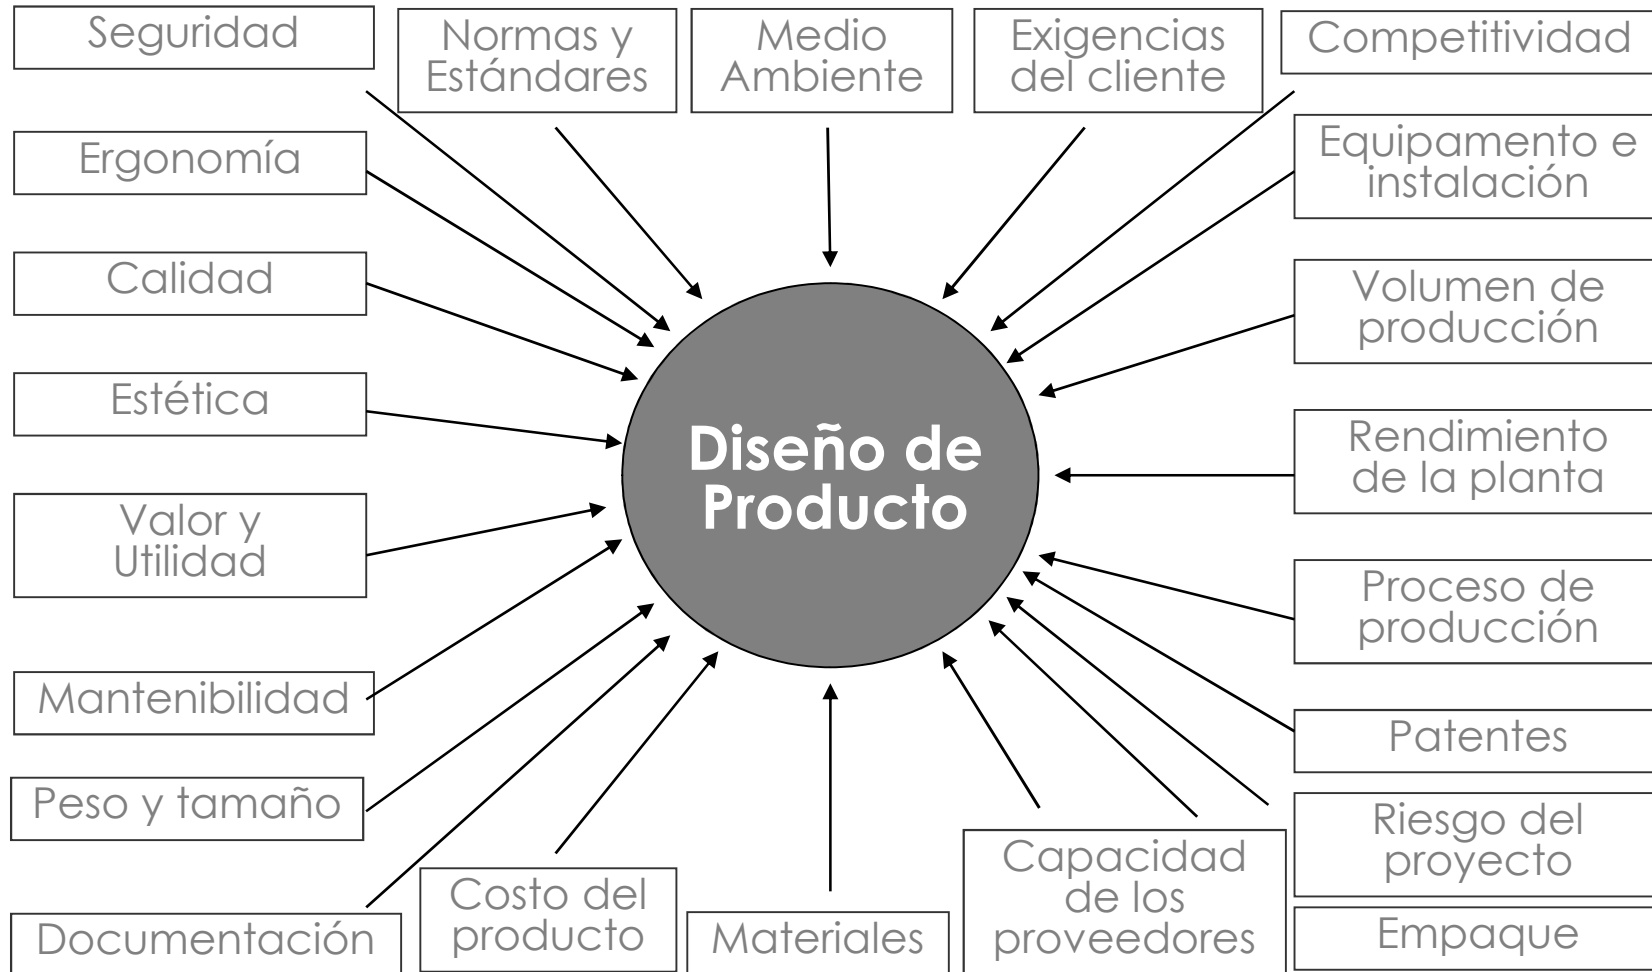 Seguridad
Normas y
Estándares
Medio
Ambiente
Exigencias
del cliente
Competitividad
Ergonomía
Equipamento e
instalación
Calidad
Volumen de
producción
Estética
Rendimiento
de la planta
Diseño de
Producto
Valor y
Utilidad
Proceso de
producción
Mantenibilidad
Patentes
Peso y tamaño
Riesgo del
proyecto
Documentación
Costo del
producto
Materiales
Capacidad
de los
proveedores
Empaque